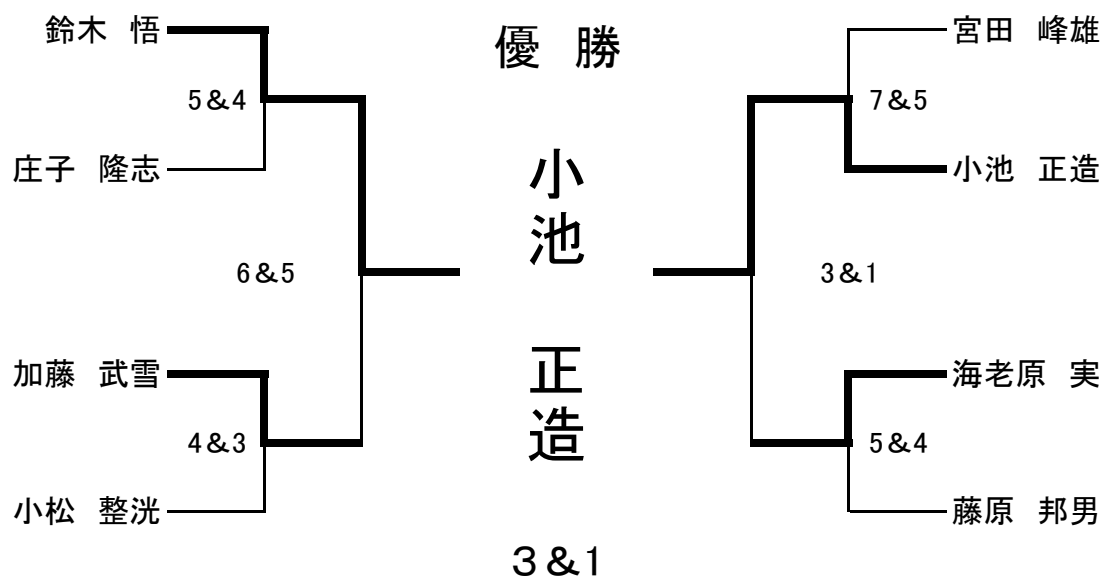 鈴木 悟
5&4
庄子 隆志
6&5
加藤 武雪
4&3
小松 整洸
優 勝
小池 正造
3&1
宮田 峰雄
7&5
小池 正造
3&1
海老原 実
5&4
藤原 邦男